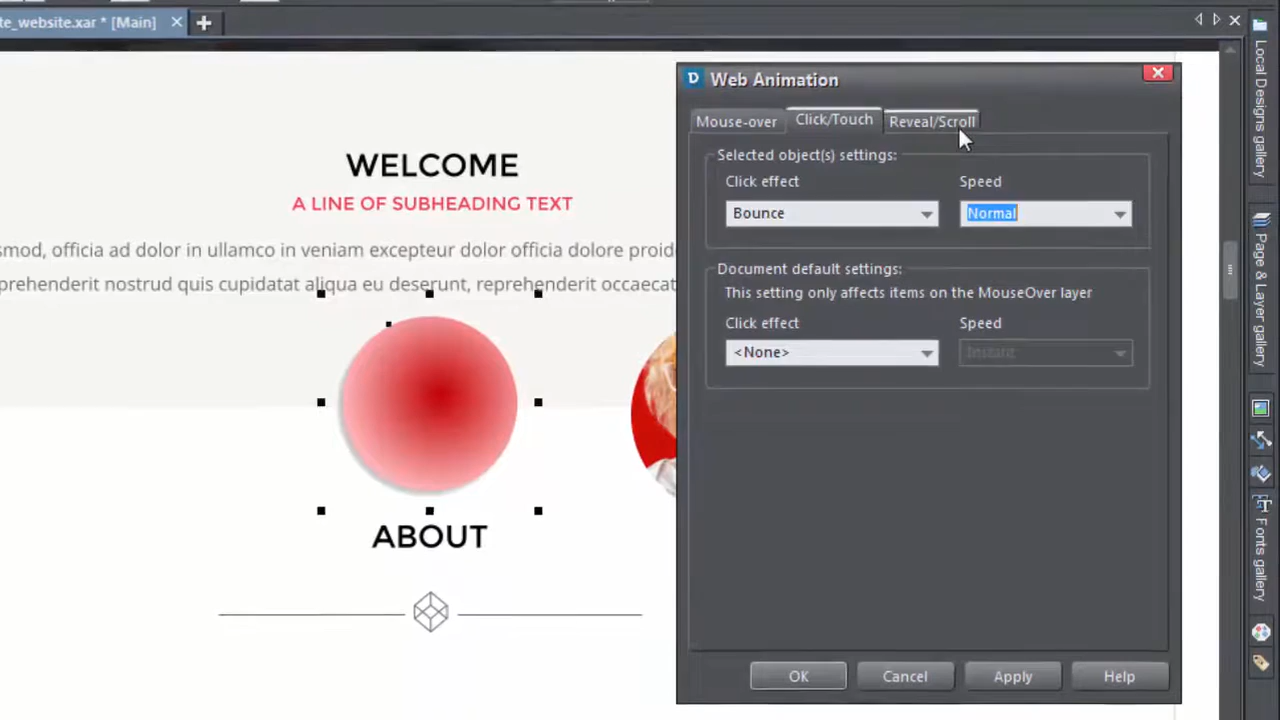 te_website.xar * [Main]
Web Animation
Mouse-over
Click/Touch
Reveal/Scroll
Selected object(s) settings:
Click effect
Speed
Bounce
Normal
Document default settings:
This setting only affects items on the MouseOver layer
Click effect
Speed
<None>
Instant
OK
Cancel
Apply
Help
WELCOME
A LINE OF SUBHEADING TEXT
smod, officia ad dolor in ullamco in veniam excepteur dolor officia dolore proide
prehenderit nostrud quis cupidatat aliqua eu deserunt, reprehenderit occaecat
ABOUT
Local Designs gallery
Page & Layer gallery
Fonts gallery